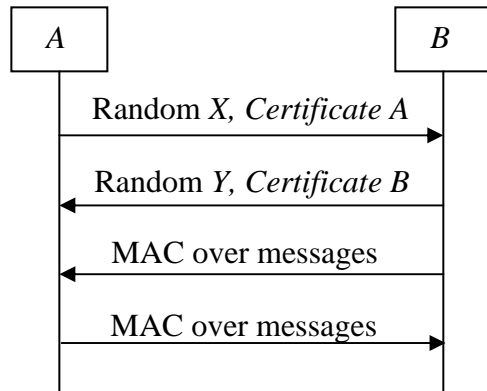 A
B
Random X, Certificate A
Random Y, Certificate B
MAC over messages
MAC over messages